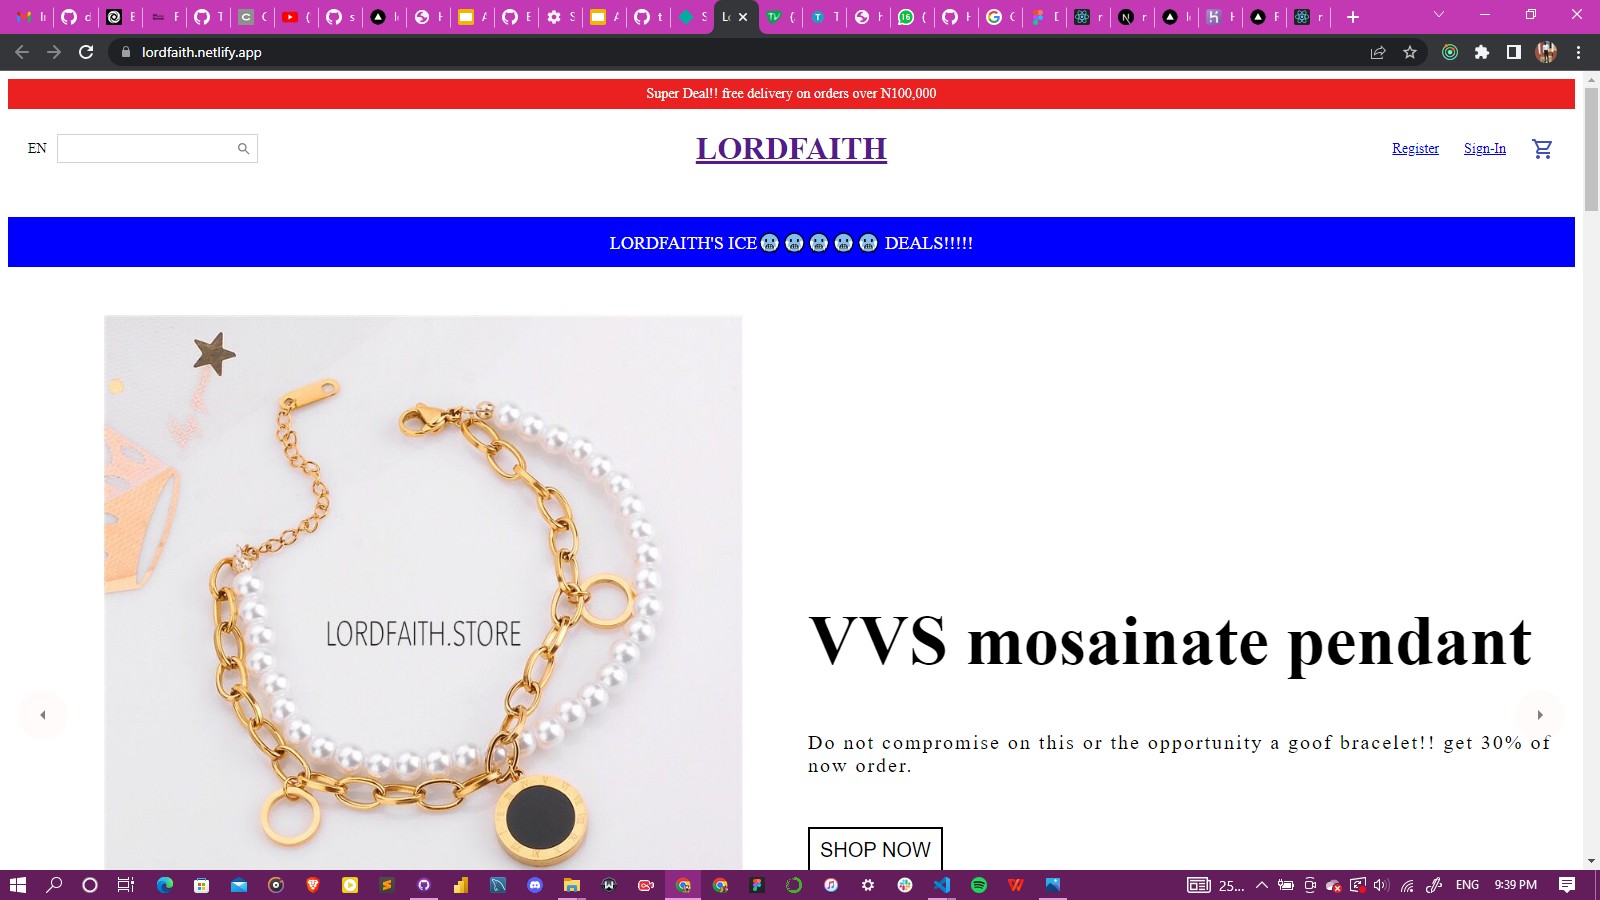 lordfaith.netlify.app
Super Deal!! free delivery on orders over N100,000
EN
LORDFAITH
Register
Sign-In
LORDFAITH'S ICE🥶🥶🥶🥶🥶 DEALS!!!!!
LORDFAITH.STORE
VVS mosainate pendant
Do not compromise on this or the opportunity a goof bracelet!! get 30% of
now order.
SHOP NOW
25...
ENG
9:39 PM